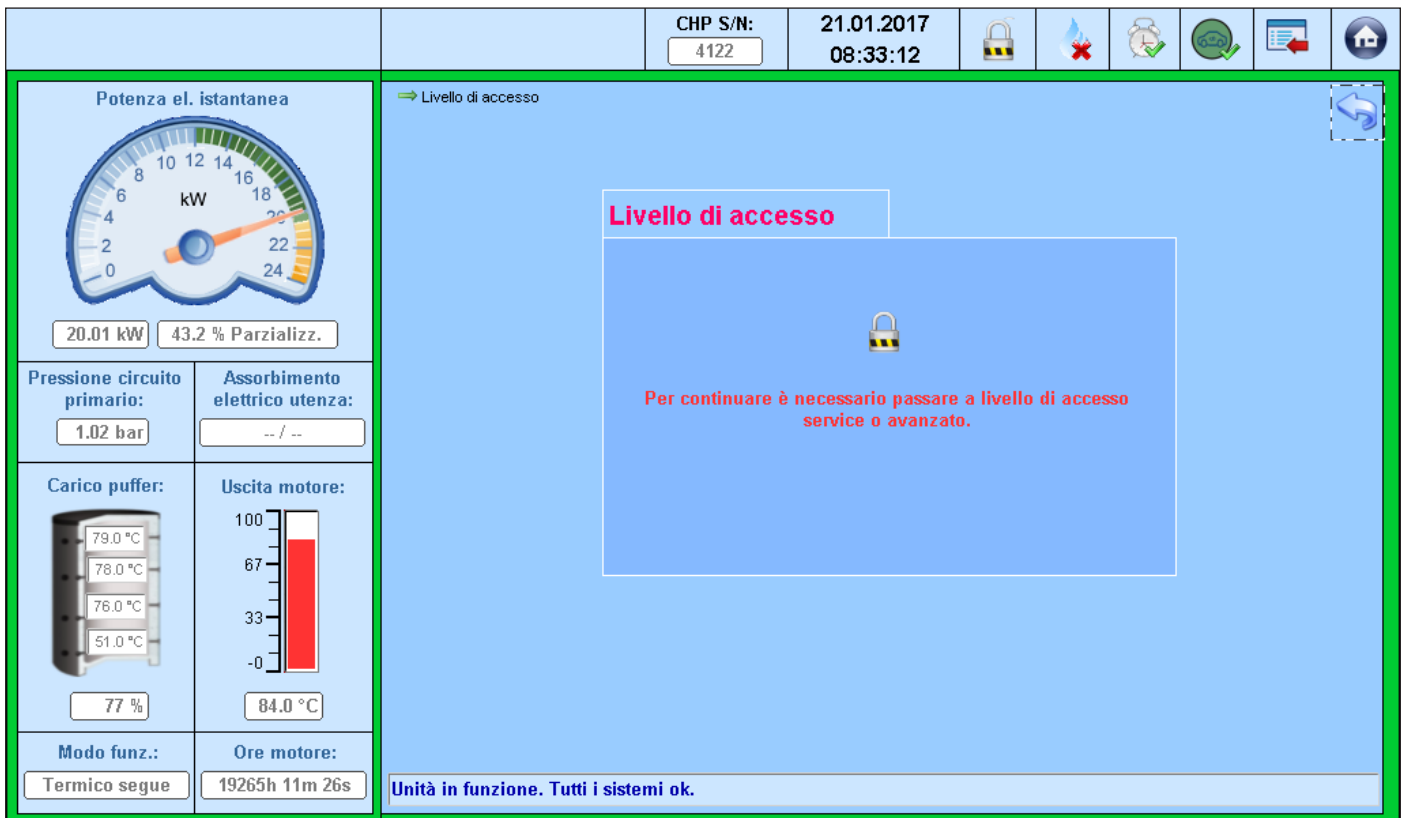 CHP S/N:
4122
21.01.2017
08:33:12
Potenza el. istantanea
0
2
4
6
8
10
12
14
16
18
20
22
24
kW
20.01 kW
43.2 % Parzializz.
Pressione circuito
primario:
1.02 bar
Assorbimento
elettrico utenza:
-- / --
Carico puffer:
79.0 °C
78.0 °C
76.0 °C
51.0 °C
77 %
Uscita motore:
100
67
33
-0
84.0 °C
Modo funz.:
Termico segue
Ore motore:
19265h 11m 26s
Livello di accesso
Livello di accesso
Per continuare è necessario passare a livello di accesso
service o avanzato.
Unità in funzione. Tutti i sistemi ok.